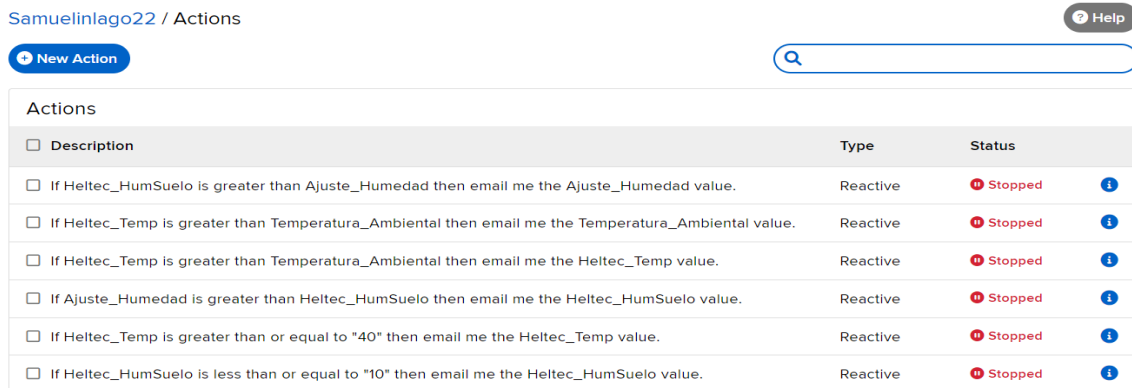 Samuelinlago22 / Actions
Help
New Action
Actions
Description Type Status
If Heltec_HumSuelo is greater than Ajuste_Humedad then email me the Ajuste_Humedad value. Reactive Stopped
If Heltec_Temp is greater than Temperatura_Ambiental then email me the Temperatura_Ambiental value. Reactive Stopped
If Heltec_Temp is greater than Temperatura_Ambiental then email me the Heltec_Temp value. Reactive Stopped
If Ajuste_Humedad is greater than Heltec_HumSuelo then email me the Heltec_HumSuelo value. Reactive Stopped
If Heltec_Temp is greater than or equal to "40" then email me the Heltec_Temp value. Reactive Stopped
If Heltec_HumSuelo is less than or equal to "10" then email me the Heltec_HumSuelo value. Reactive Stopped